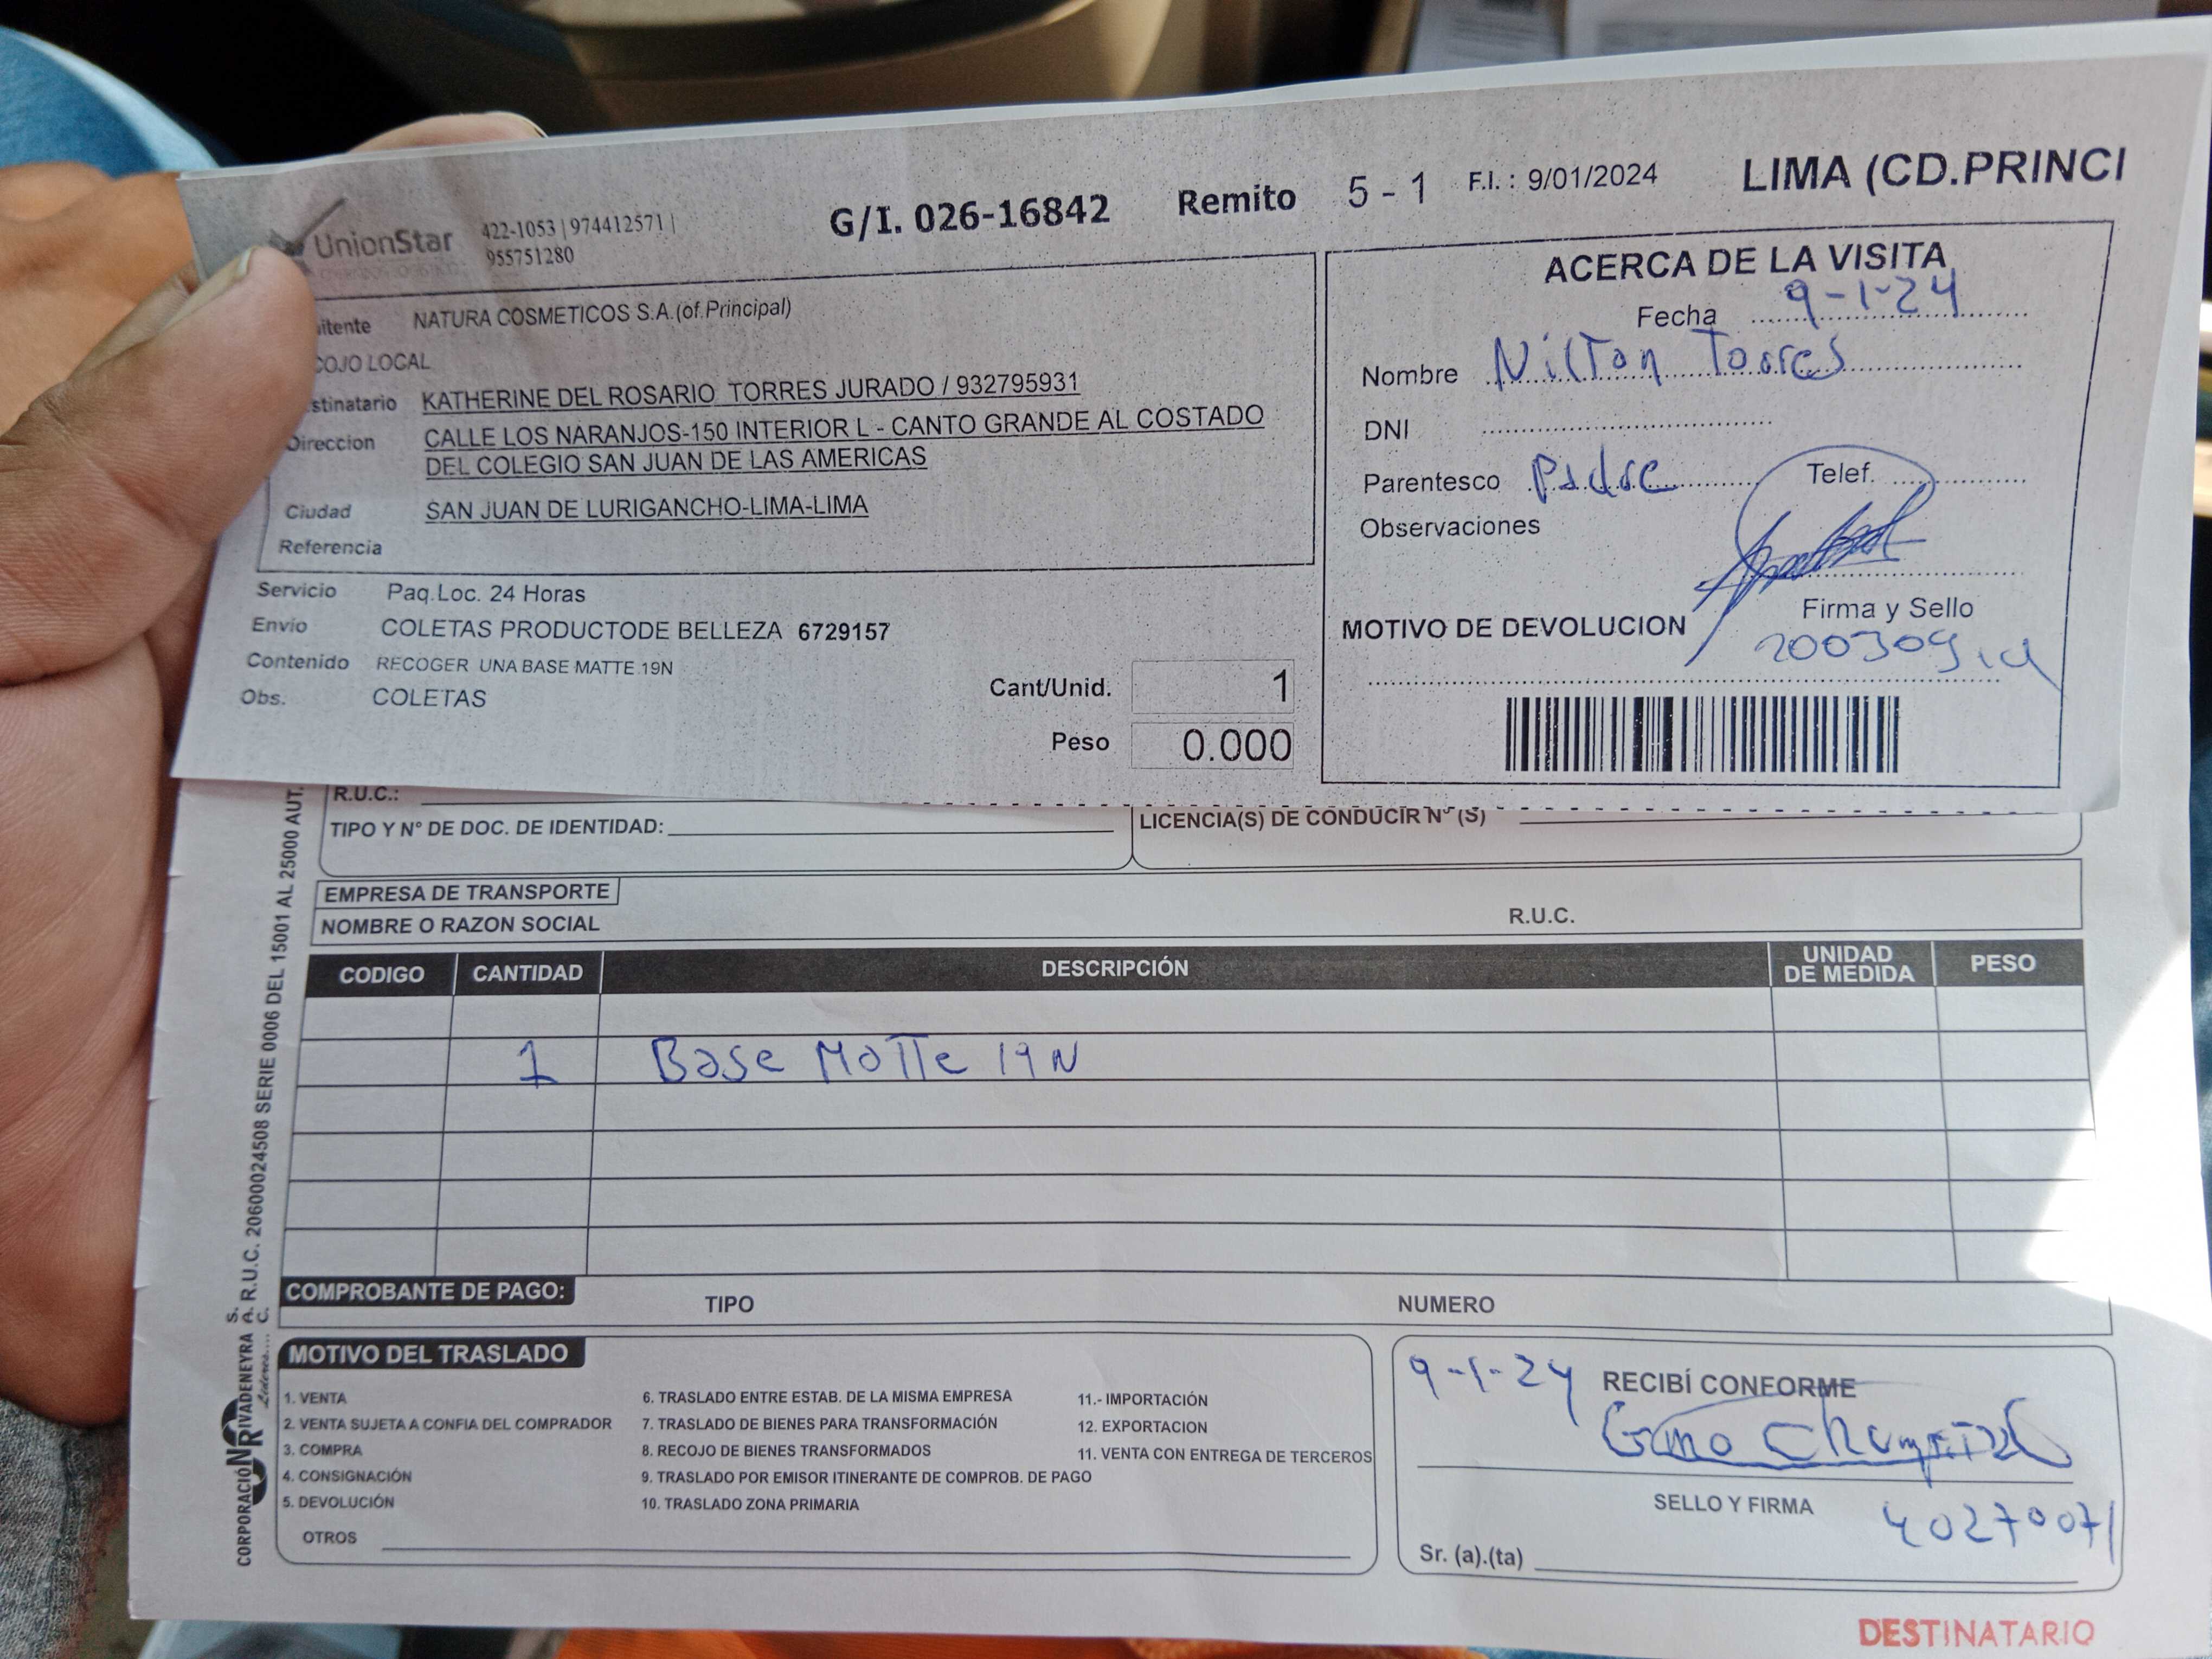 UnionStar
422-1053 | 974412571 |
955751280
G/I. 026-16842 Remito 5 - 1 F.I. : 9/01/2024 LIMA (CD.PRINCI
itente NATURA COSMETICOS S.A.(of.Principal)
COJO LOCAL
stinatario KATHERINE DEL ROSARIO TORRES JURADO / 932795931
Direccion CALLE LOS NARANJOS-150 INTERIOR L - CANTO GRANDE AL COSTADO
DEL COLEGIO SAN JUAN DE LAS AMERICAS
Ciudad SAN JUAN DE LURIGANCHO-LIMA-LIMA
Referencia
Servicio Paq.Loc. 24 Horas
Envio COLETAS PRODUCTODE BELLEZA 6729157
Contenido RECOGER UNA BASE MATTE 19N
Obs. COLETAS
Cant/Unid. 1
Peso 0.000
ACERCA DE LA VISITA
Fecha 9-1-24
Nombre Nilton Torres
DNI
Parentesco Padre Telef.
Observaciones
Firma y Sello
MOTIVO DE DEVOLUCION
R.U.C.:
TIPO Y N° DE DOC. DE IDENTIDAD:
LICENCIA(S) DE CONDUCIR N° (S)
EMPRESA DE TRANSPORTE
NOMBRE O RAZON SOCIAL R.U.C.
CODIGO CANTIDAD DESCRIPCIÓN UNIDAD DE MEDIDA PESO
1 Base Matte 19N
COMPROBANTE DE PAGO: TIPO NUMERO
MOTIVO DEL TRASLADO
1. VENTA
2. VENTA SUJETA A CONFIA DEL COMPRADOR
3. COMPRA
4. CONSIGNACIÓN
5. DEVOLUCIÓN
OTROS
6. TRASLADO ENTRE ESTAB. DE LA MISMA EMPRESA
7. TRASLADO DE BIENES PARA TRANSFORMACIÓN
8. RECOJO DE BIENES TRANSFORMADOS
9. TRASLADO POR EMISOR ITINERANTE DE COMPROB. DE PAGO
10. TRASLADO ZONA PRIMARIA
11.- IMPORTACIÓN
12. EXPORTACION
11. VENTA CON ENTREGA DE TERCEROS
9-1-24 RECIBÍ CONFORME
SELLO Y FIRMA 40270071
Sr. (a).(ta)
DESTINATARIO
CORPORACIÓN RIVADENEYRA S.A.C. R.U.C. 20600024508 SERIE 0006 DEL 15001 AL 25000 AUT.
Líderes...